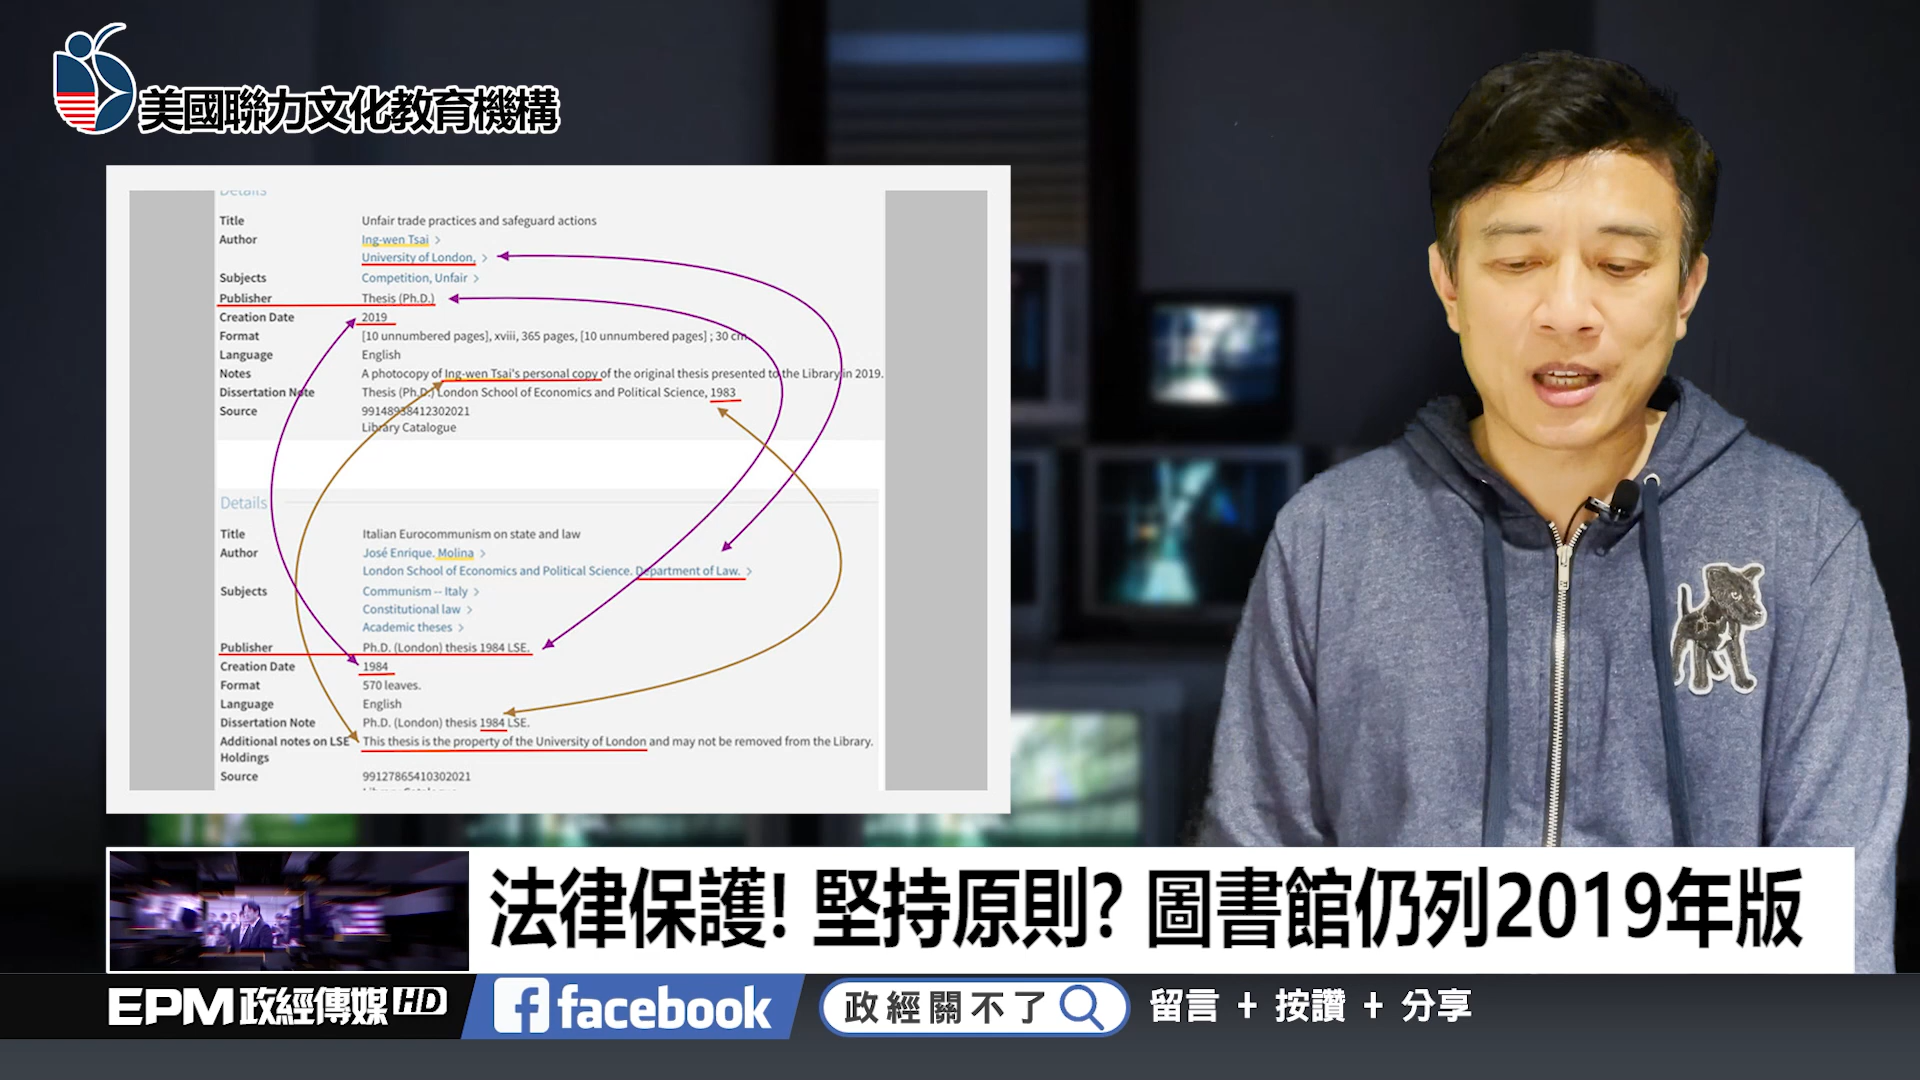 美國聯力文化教育機構
Details
Title Unfair trade practices and safeguard actions
Author Ing-wen Tsai >
University of London, >
Subjects Competition, Unfair >
Publisher Thesis (Ph.D.)
Creation Date 2019
Format [10 unnumbered pages], xviii, 365 pages, [10 unnumbered pages] ; 30 cm.
Language English
Notes A photocopy of Ing-wen Tsai's personal copy of the original thesis presented to the Library in 2019.
Dissertation Note Thesis (Ph.D.) London School of Economics and Political Science, 1983
Source 99148938412302021
Library Catalogue
Details
Title Italian Eurocommunism on state and law
Author José Enrique. Molina >
London School of Economics and Political Science. Department of Law. >
Subjects Communism -- Italy >
Constitutional law >
Academic theses >
Publisher Ph.D. (London) thesis 1984 LSE.
Creation Date 1984
Format 570 leaves.
Language English
Dissertation Note Ph.D. (London) thesis 1984 LSE.
Additional notes on LSE This thesis is the property of the University of London and may not be removed from the Library.
Holdings
Source 99127865410302021
法律保護! 堅持原則? 圖書館仍列2019年版
EPM政經傳媒HD facebook 政經關不了 留言 + 按讚 + 分享